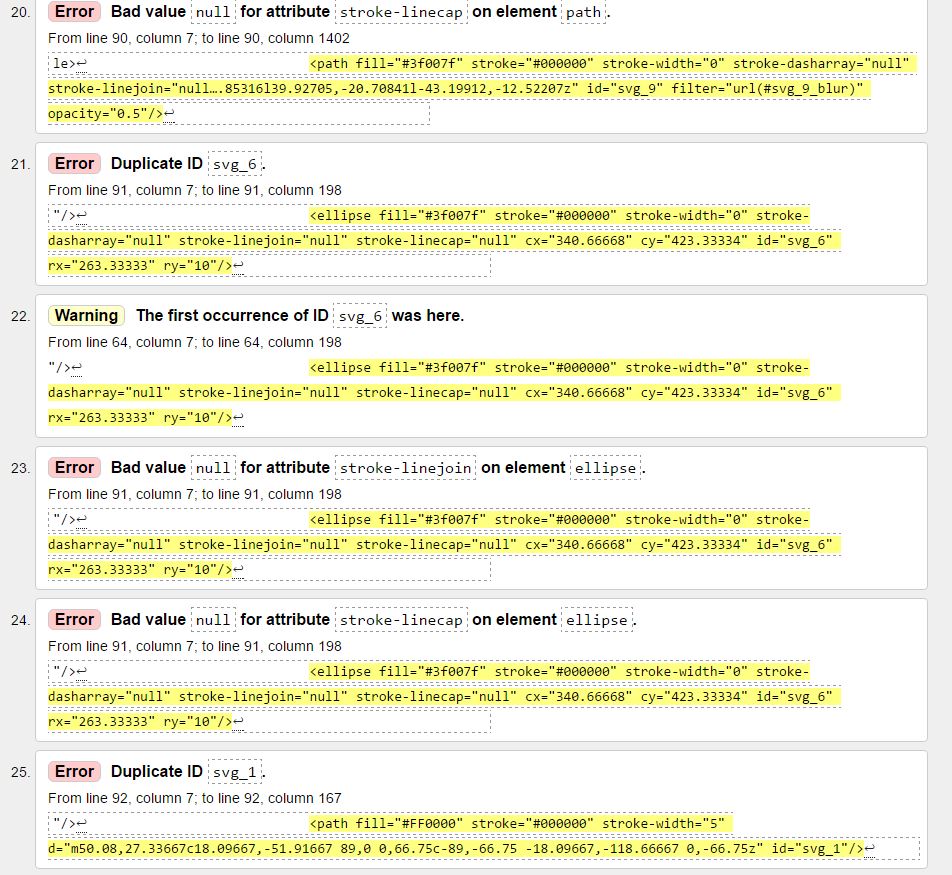 20. Error Bad value null for attribute stroke-linecap on element path.
From line 90, column 7; to line 90, column 1402
le>↩ <path fill="#3f007f" stroke="#000000" stroke-width="0" stroke-dasharray="null"
stroke-linejoin="null….85316l39.92705,-20.70841l-43.19912,-12.52207z" id="svg_9" filter="url(#svg_9_blur)"
opacity="0.5"/>↩
21. Error Duplicate ID svg_6.
From line 91, column 7; to line 91, column 198
"/>↩ <ellipse fill="#3f007f" stroke="#000000" stroke-width="0" stroke-
dasharray="null" stroke-linejoin="null" stroke-linecap="null" cx="340.66668" cy="423.33334" id="svg_6"
rx="263.33333" ry="10"/>↩
22. Warning The first occurrence of ID svg_6 was here.
From line 64, column 7; to line 64, column 198
"/>↩ <ellipse fill="#3f007f" stroke="#000000" stroke-width="0" stroke-
dasharray="null" stroke-linejoin="null" stroke-linecap="null" cx="340.66668" cy="423.33334" id="svg_6"
rx="263.33333" ry="10"/>↩
23. Error Bad value null for attribute stroke-linejoin on element ellipse.
From line 91, column 7; to line 91, column 198
"/>↩ <ellipse fill="#3f007f" stroke="#000000" stroke-width="0" stroke-
dasharray="null" stroke-linejoin="null" stroke-linecap="null" cx="340.66668" cy="423.33334" id="svg_6"
rx="263.33333" ry="10"/>↩
24. Error Bad value null for attribute stroke-linecap on element ellipse.
From line 91, column 7; to line 91, column 198
"/>↩ <ellipse fill="#3f007f" stroke="#000000" stroke-width="0" stroke-
dasharray="null" stroke-linejoin="null" stroke-linecap="null" cx="340.66668" cy="423.33334" id="svg_6"
rx="263.33333" ry="10"/>↩
25. Error Duplicate ID svg_1.
From line 92, column 7; to line 92, column 167
"/>↩ <path fill="#FF0000" stroke="#000000" stroke-width="5"
d="m50.08,27.33667c18.09667,-51.91667 89,0 0,66.75c-89,-66.75 -18.09667,-118.66667 0,-66.75z" id="svg_1"/>↩